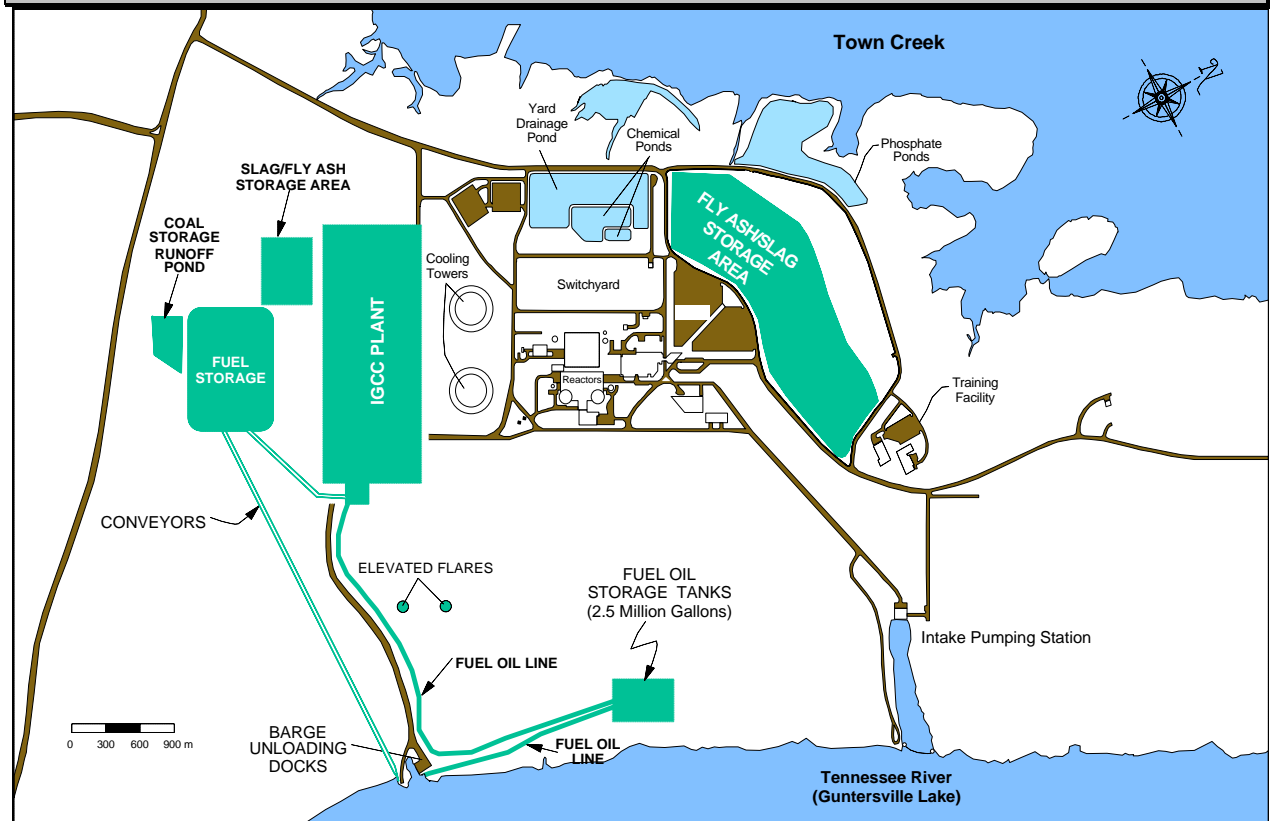 Town Creek
N
Yard
Drainage
Pond
Chemical
Ponds
Phosphate
Ponds
SLAG/FLY ASH
STORAGE AREA
COAL
STORAGE
RUNOFF
POND
FLY ASH/SLAG
STORAGE
AREA
Cooling
Towers
Switchyard
IGCC PLANT
FUEL
STORAGE
Reactors
Training
Facility
CONVEYORS
ELEVATED FLARES
FUEL OIL
STORAGE TANKS
(2.5 Million Gallons)
Intake Pumping Station
FUEL OIL LINE
0 300 600 900 m
BARGE
UNLOADING
DOCKS
FUEL OIL
LINE
Tennessee River
(Guntersville Lake)